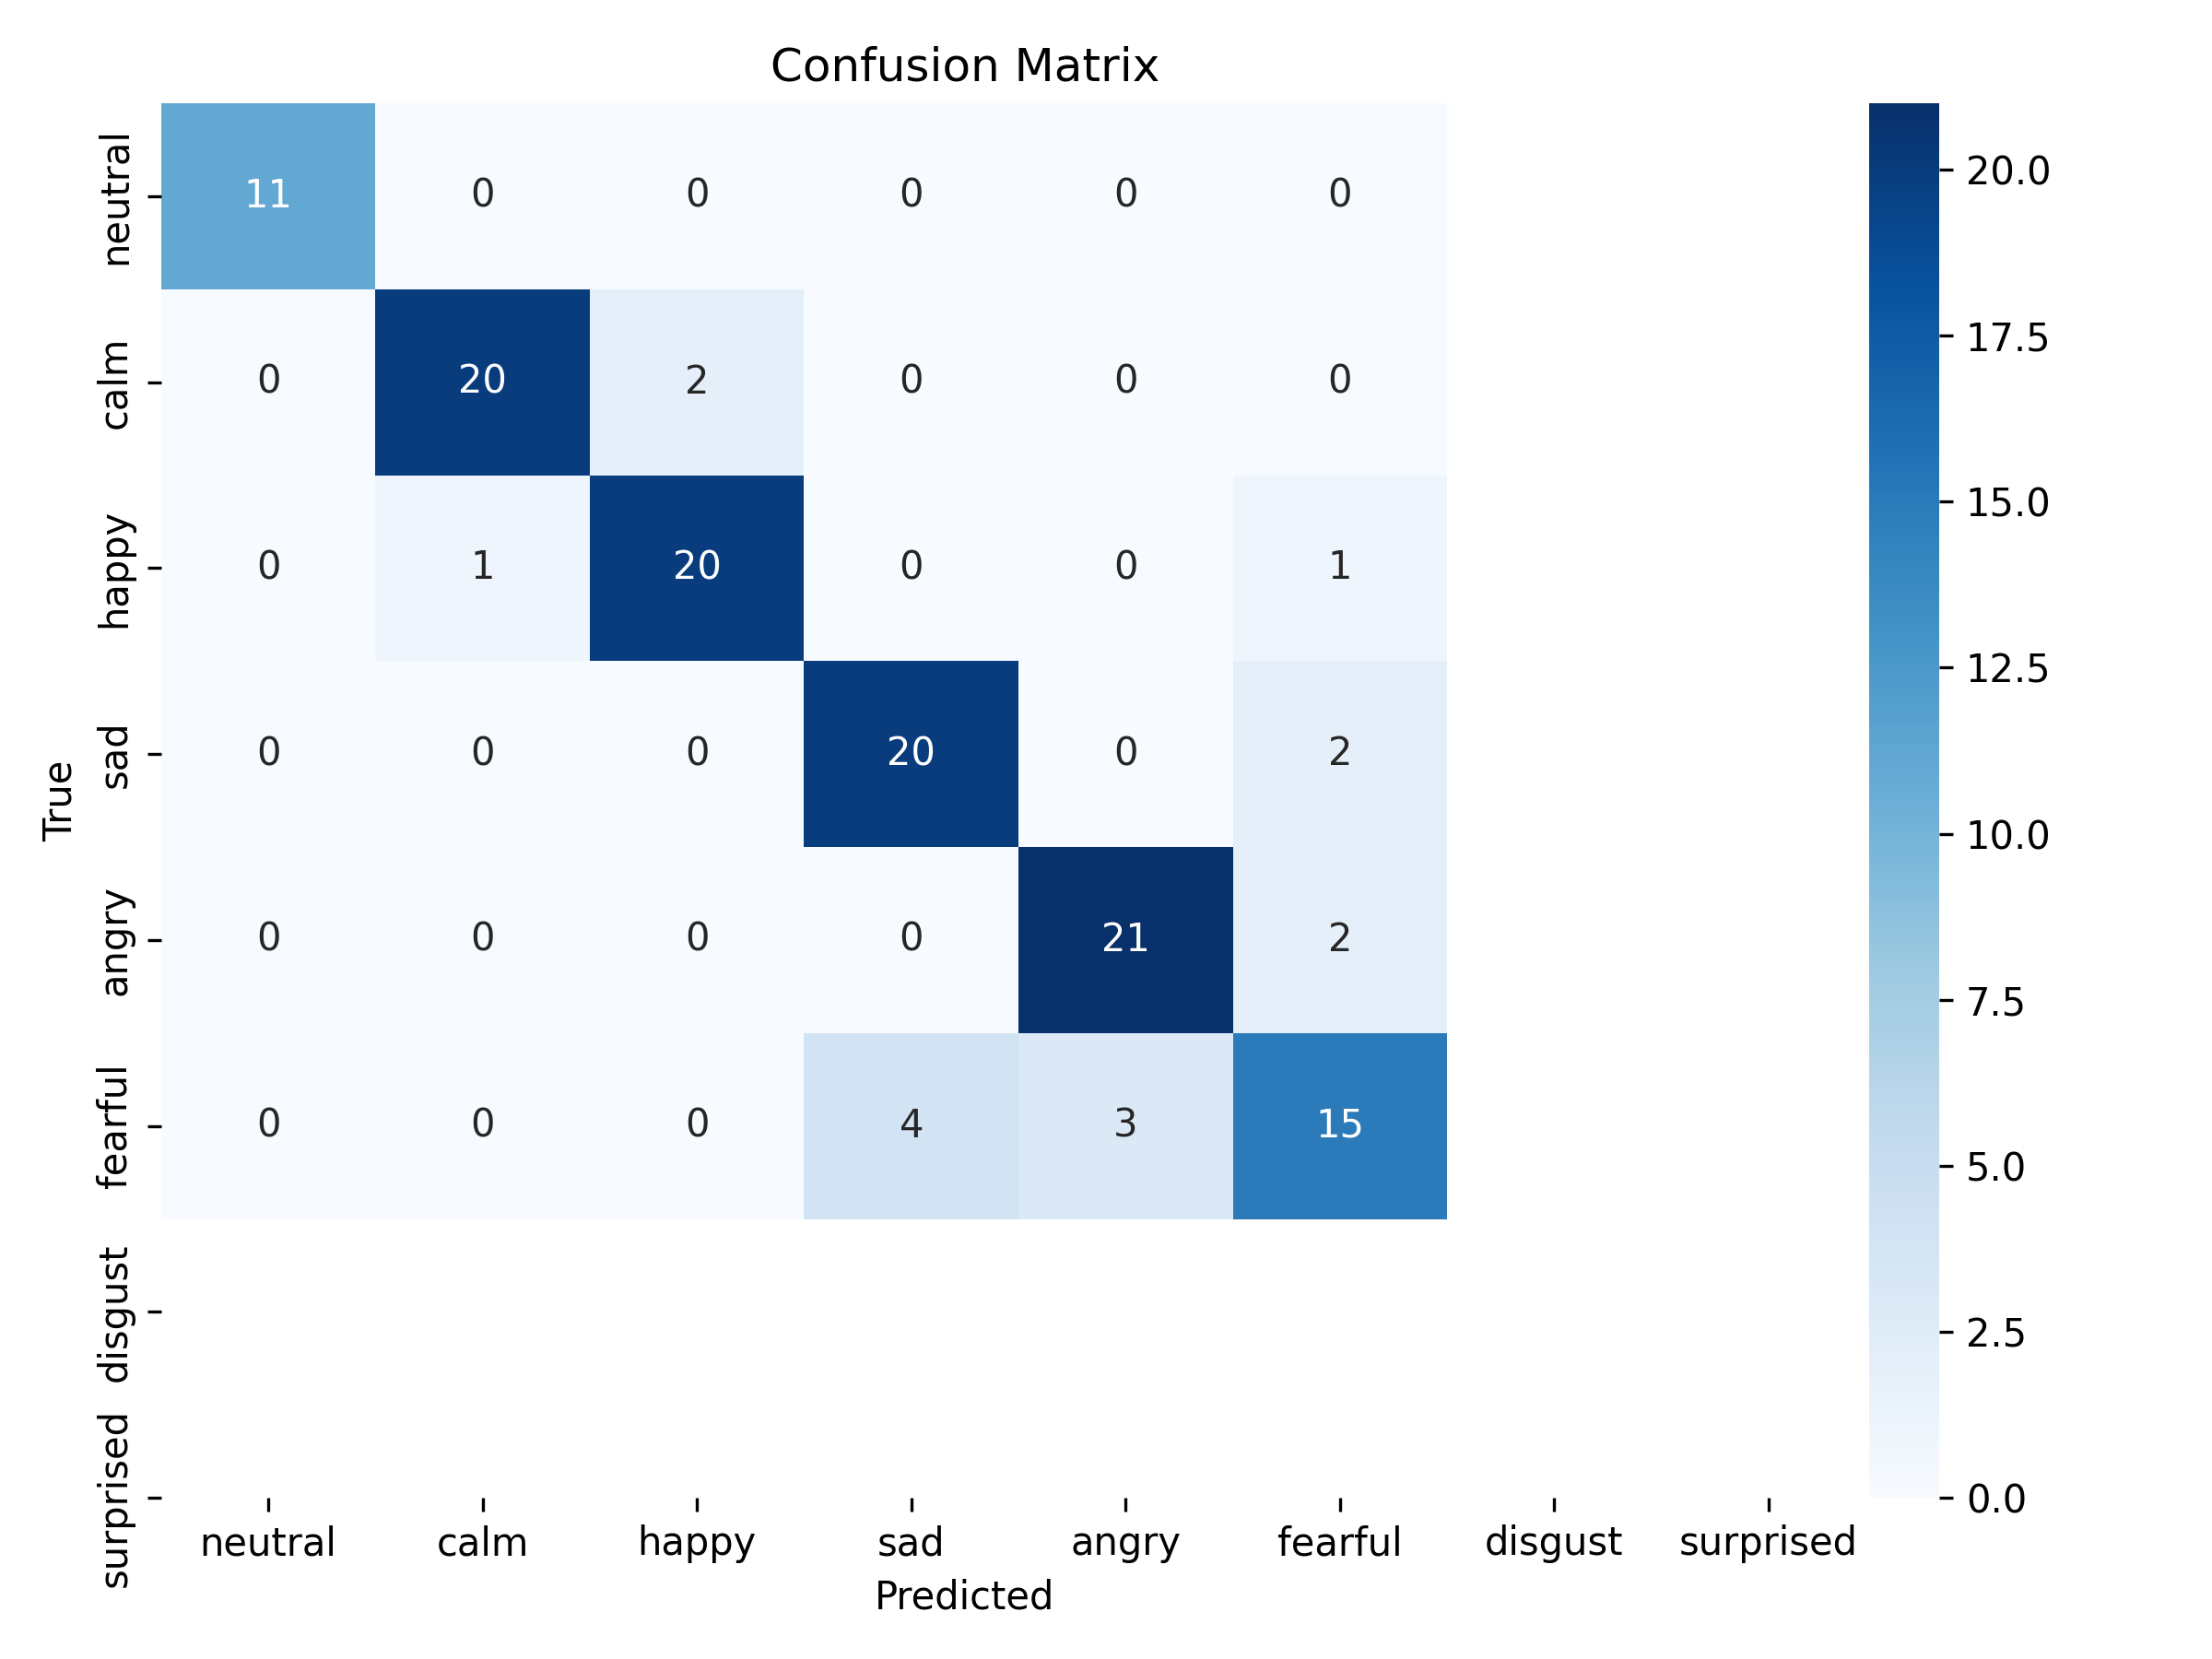 Confusion Matrix
True
neutral 11 0 0 0 0 0
calm 0 20 2 0 0 0
happy 0 1 20 0 0 1
sad 0 0 0 20 0 2
angry 0 0 0 0 21 2
fearful 0 0 0 4 3 15
disgust
surprised
neutral calm happy sad angry fearful disgust surprised
Predicted
20.0
17.5
15.0
12.5
10.0
7.5
5.0
2.5
0.0